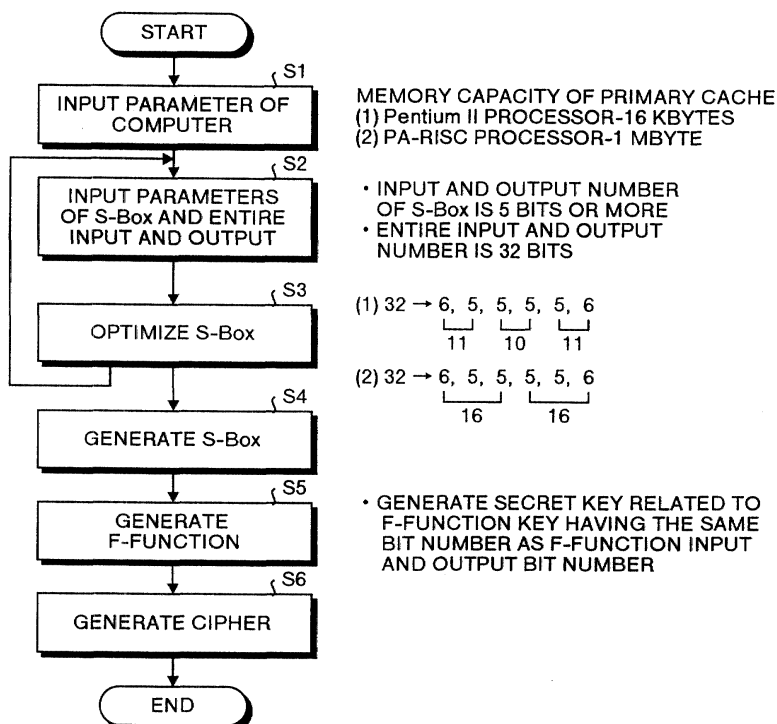 START
S1
INPUT PARAMETER OF
COMPUTER
MEMORY CAPACITY OF PRIMARY CACHE
(1) Pentium II PROCESSOR-16 KBYTES
(2) PA-RISC PROCESSOR-1 MBYTE
S2
INPUT PARAMETERS
OF S-Box AND ENTIRE
INPUT AND OUTPUT
• INPUT AND OUTPUT NUMBER
OF S-Box IS 5 BITS OR MORE
• ENTIRE INPUT AND OUTPUT
NUMBER IS 32 BITS
S3
OPTIMIZE S-Box
(1) 32 → 6, 5, 5, 5, 5, 6
11 10 11
(2) 32 → 6, 5, 5, 5, 5, 6
16 16
S4
GENERATE S-Box
S5
GENERATE
F-FUNCTION
• GENERATE SECRET KEY RELATED TO
F-FUNCTION KEY HAVING THE SAME
BIT NUMBER AS F-FUNCTION INPUT
AND OUTPUT BIT NUMBER
S6
GENERATE CIPHER
END